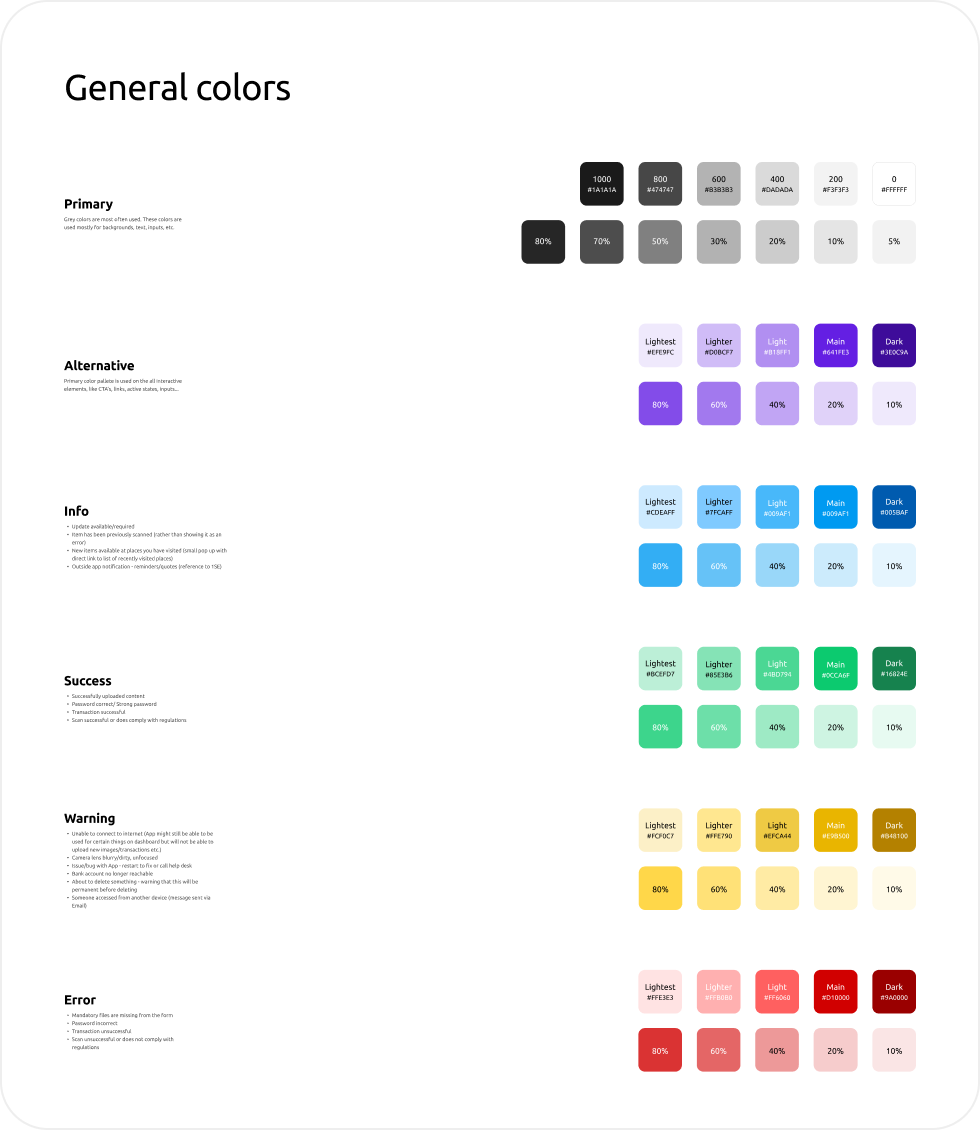 General colors
Primary
Grey colors are most often used. These colors are
used mostly for backgrounds, text, inputs, etc.
1000
#1A1A1A
800
#474747
600
#B3B3B3
400
#DADADA
200
#F3F3F3
0
#FFFFFF
80%
70%
50%
30%
20%
10%
5%
Alternative
Primary color pallete is used on the all interactive
elements, like CTA's, links, active states, inputs...
Lightest
#EFE9FC
Lighter
#D0BCF7
Light
#B18FF1
Main
#641FE3
Dark
#3E0C9A
80%
60%
40%
20%
10%
Info
• Update available/required
• Item has been previously scanned (rather than showing it as an
error)
• New items available at places you have visited (small pop up with
direct link to list of recently visited places)
• Outside app notification - reminders/quotes (reference to 1SE)
Lightest
#CDEAFF
Lighter
#7FCAFF
Light
#009AF1
Main
#009AF1
Dark
#005BAF
80%
60%
40%
20%
10%
Success
• Successfully uploaded content
• Password correct/ Strong password
• Transaction successful
• Scan successful or does comply with regulations
Lightest
#BCEFD7
Lighter
#85E3B6
Light
#4BD794
Main
#0CCA6F
Dark
#16824E
80%
60%
40%
20%
10%
Warning
• Unable to connect to internet (App might still be able to be
used for certain things on dashboard but will not be able to
upload new images/transactions etc.)
• Camera lens blurry/dirty, unfocused
• Issue/bug with App - restart to fix or call help desk
• Bank account no longer reachable
• About to delete something - warning that this will be
permanent before deleting
• Someone accessed from another device (message sent via
Email)
Lightest
#FCF0C7
Lighter
#FFE790
Light
#EFCA44
Main
#E9B500
Dark
#B48100
80%
60%
40%
20%
10%
Error
• Mandatory files are missing from the form
• Password incorrect
• Transaction unsuccessful
• Scan unsuccessful or does not comply with
regulations
Lightest
#FFE3E3
Lighter
#FFB0B0
Light
#FF6060
Main
#D10000
Dark
#9A0000
80%
60%
40%
20%
10%